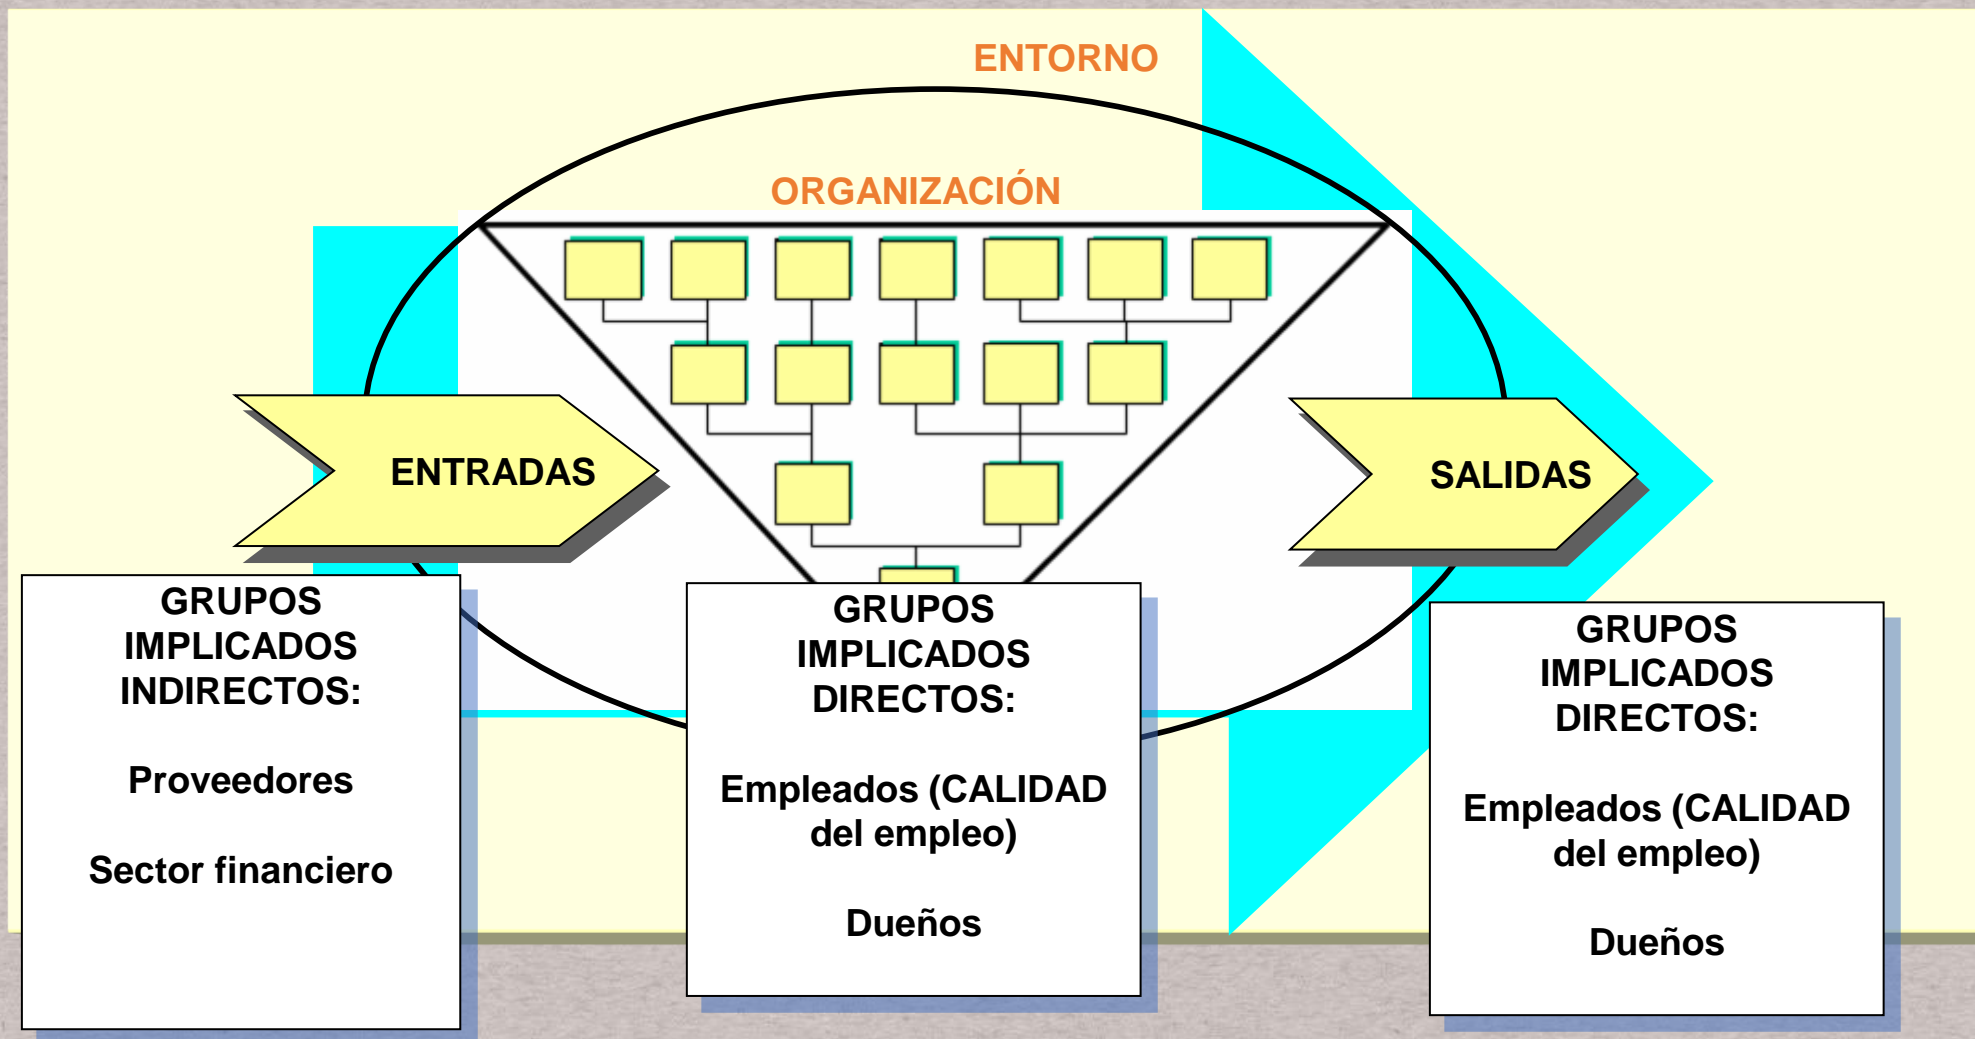 ENTORNO
ORGANIZACIÓN
ENTRADAS
SALIDAS
GRUPOS
IMPLICADOS
INDIRECTOS:
Proveedores
Sector financiero
GRUPOS
IMPLICADOS
DIRECTOS:
Empleados (CALIDAD
del empleo)
Dueños
GRUPOS
IMPLICADOS
DIRECTOS:
Empleados (CALIDAD
del empleo)
Dueños